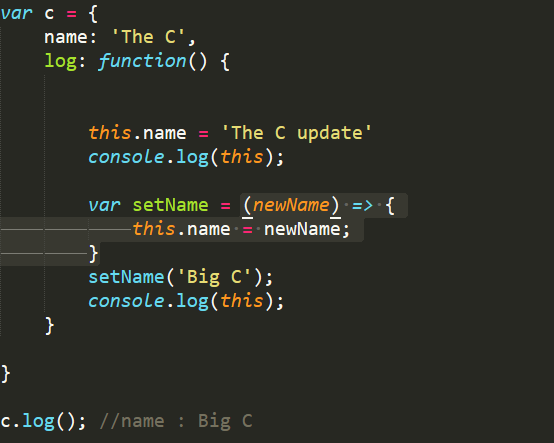 var c = {
    name: 'The C',
    log: function() {
        this.name = 'The C update'
        console.log(this);
        var setName = (newName) => {
            this.name = newName;
        }
        setName('Big C');
        console.log(this);
    }
}
c.log(); //name : Big C